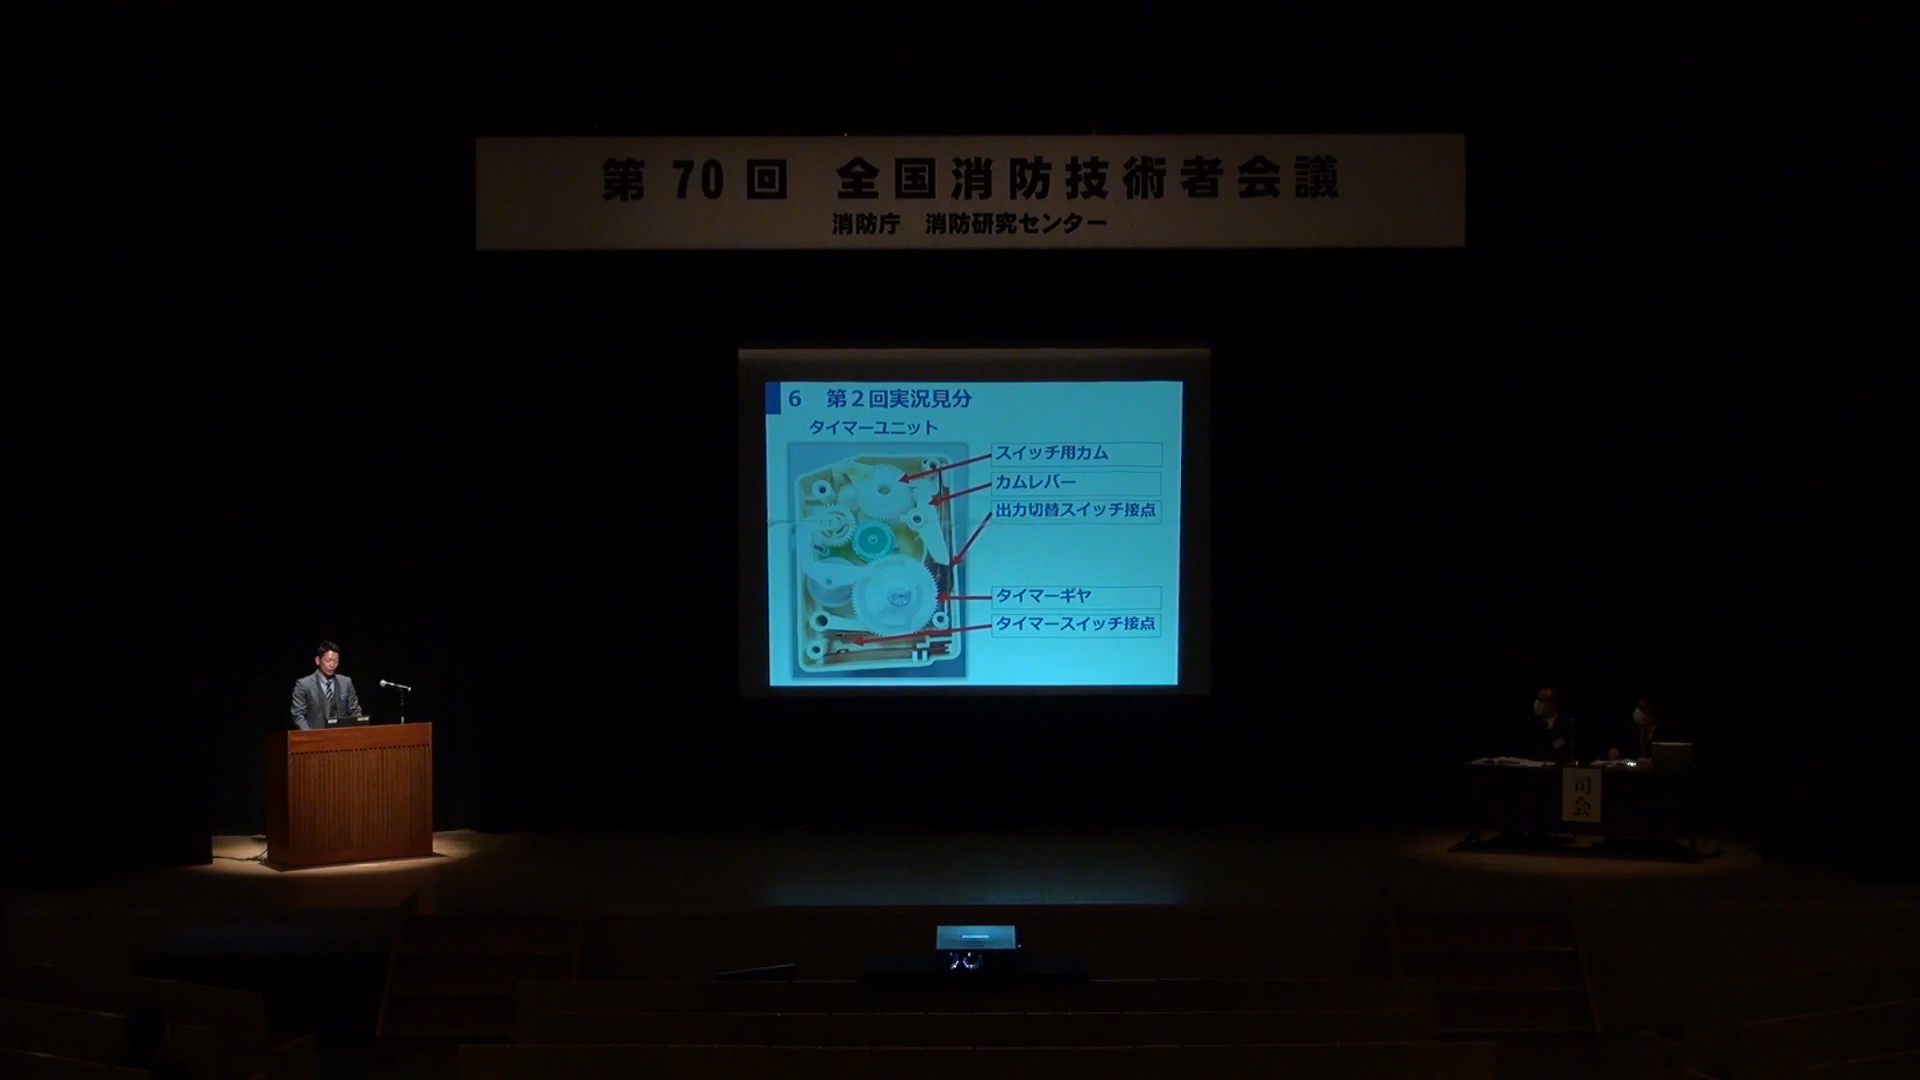 第 70 回 全国消防技術者会議
消防庁 消防研究センター
6 第2回実況見分
タイマーユニット
スイッチ用カム
カムレバー
出力切替スイッチ接点
タイマーギヤ
タイマースイッチ接点
司会